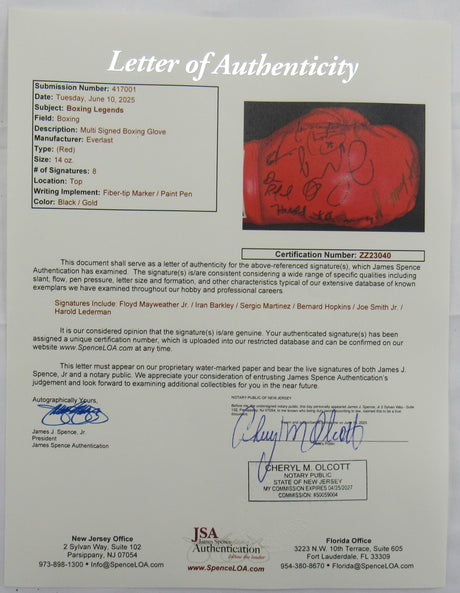 Letter of Authenticity
Submission Number: 417001
Date: Tuesday, June 10, 2025
Subject: Boxing Legends
Field: Boxing
Description: Multi Signed Boxing Glove
Manufacturer: Everlast
Type: (Red)
Size: 14 oz.
# of Signatures: 8
Location: Top
Writing Implement: Fiber-tip Marker / Paint Pen
Color: Black / Gold
Certification Number: ZZ23040
This document shall serve as a letter of authenticity for the above-referenced signature(s), which James Spence
Authentication has examined. The signature(s) is/are consistent considering a wide range of specific qualities including
slant, flow, pen pressure, letter size and formation, and other characteristics typical of our extensive database of known
exemplars we have examined throughout our hobby and professional careers.
Signatures Include: Floyd Mayweather Jr. / Iran Barkley / Sergio Martinez / Bernard Hopkins / Joe Smith Jr. /
Harold Lederman
It is our considered opinion that the signature(s) is/are genuine. Your authenticated signature(s) has been
assigned a unique certification number, which is uploaded into our restricted database and can be confirmed on our
website www.SpenceLOA.com at any time.
This letter must appear on our proprietary water-marked paper and bear the live signatures of both James J.
Spence, Jr and a notary public. We appreciate your consideration of entrusting James Spence Authentication's
judgement and look forward to examining additional collectibles for you in the near future.
Autographically Yours,
James J. Spence, Jr.
President
James Spence Authentication
NOTARY PUBLIC OF NEW JERSEY
Cheryl M Olcott
CHERYL M. OLCOTT
NOTARY PUBLIC
STATE OF NEW JERSEY
MY COMMISSION EXPIRES 04/25/2027
COMMISSION: #50059004
New Jersey Office
2 Sylvan Way, Suite 102
Parsippany, NJ 07054
973-898-1300 • Info@SpenceLOA.com
JSA
James Spence
Authentication
www.SpenceLOA.com
Florida Office
3223 N.W. 10th Terrace, Suite 605
Fort Lauderdale, FL 33309
954-380-8670 • Florida@SpenceLOA.com